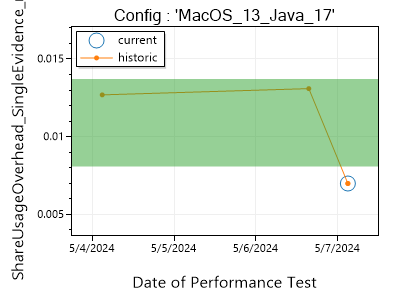 Config : 'MacOS_13_Java_17'
ShareUsageOverhead_SingleEvidence_
current
historic
0.015
0.01
0.005
5/4/2024
5/5/2024
5/6/2024
5/7/2024
Date of Performance Test